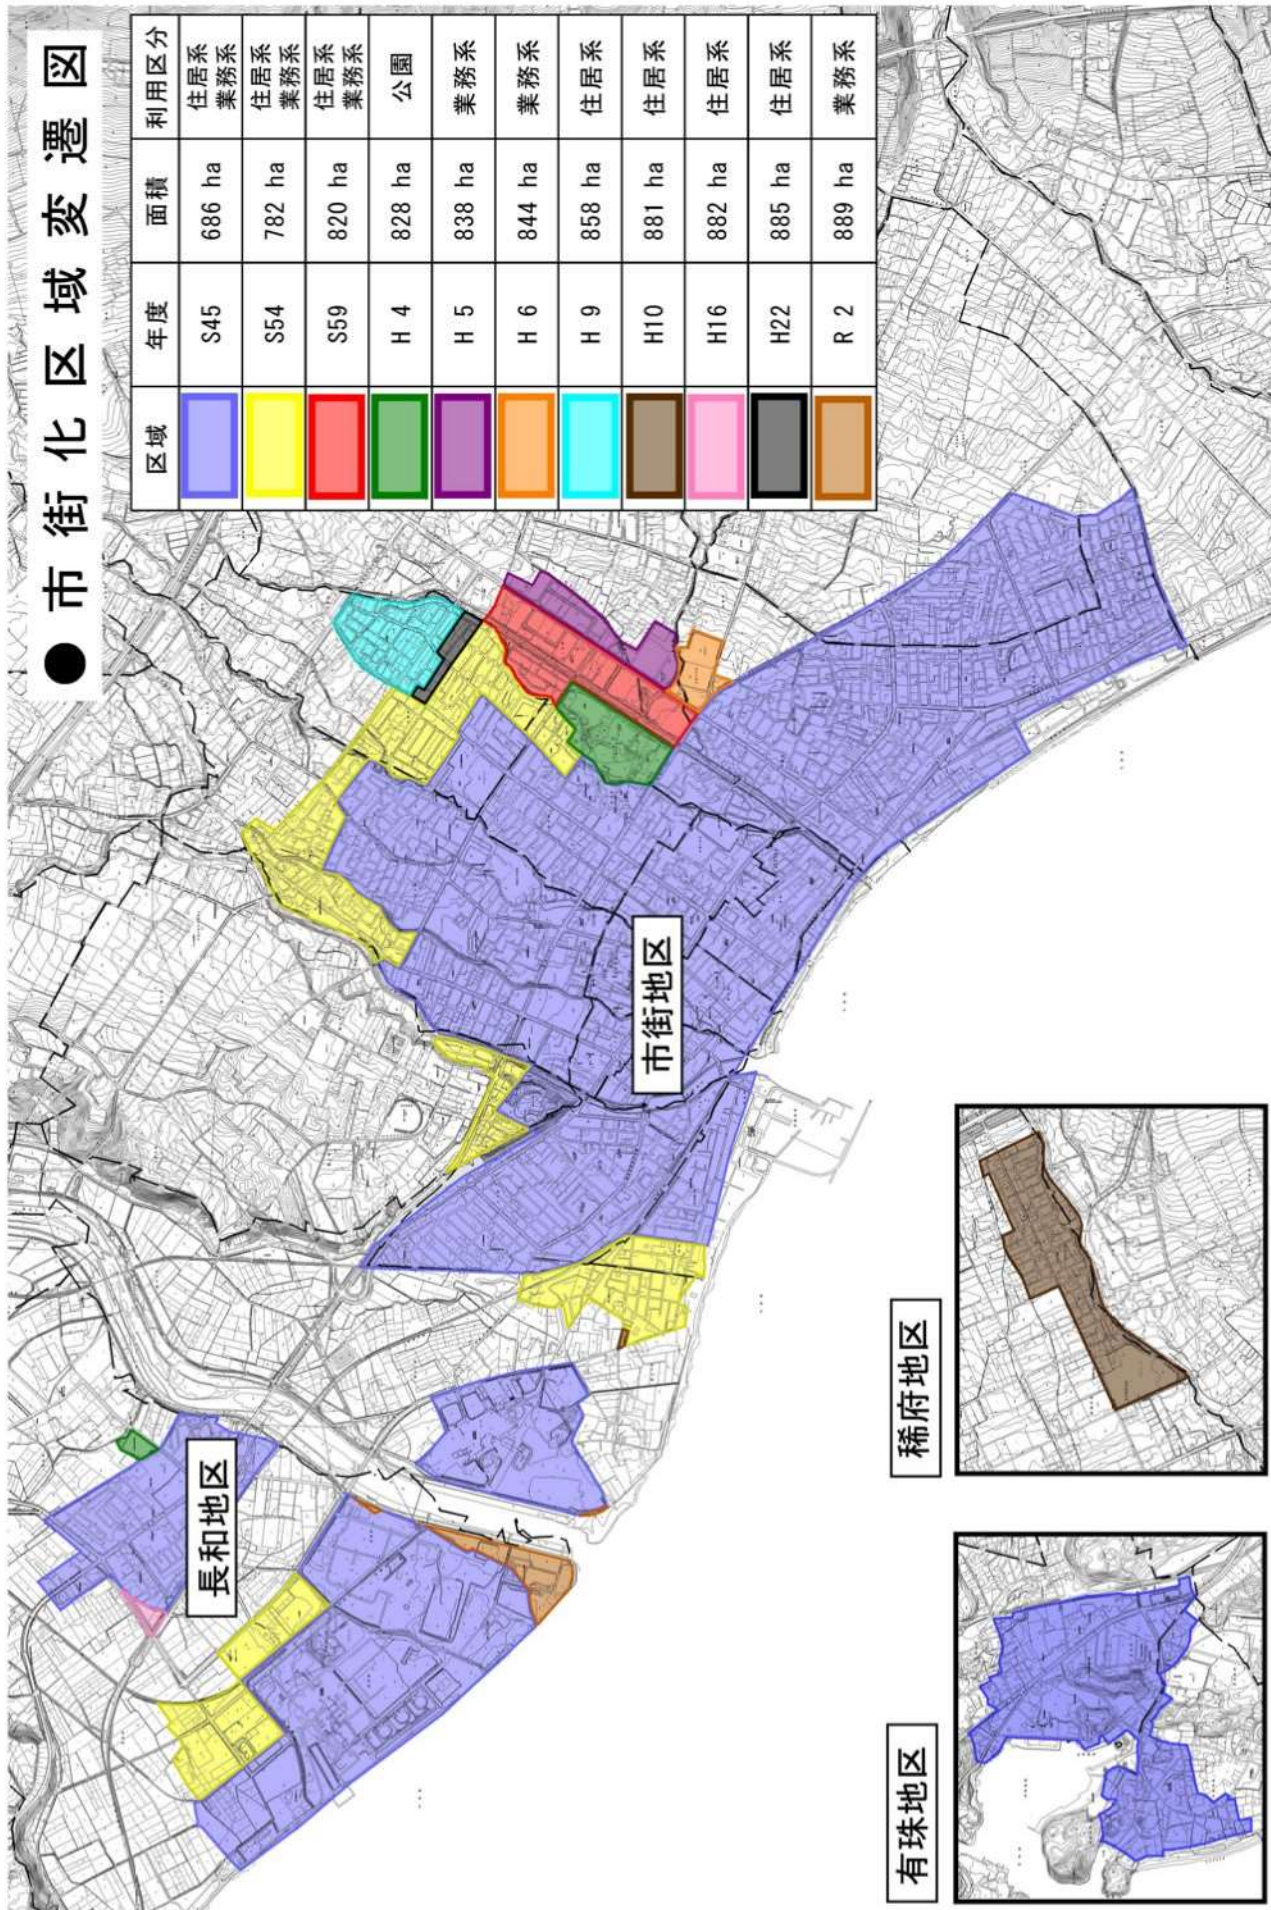 ● 市街化区域変遷図
区域 年度 面積 利用区分
S45 686 ha 住居系
業務系
S54 782 ha 住居系
業務系
S59 820 ha 住居系
業務系
H 4 828 ha 公園
H 5 838 ha 業務系
H 6 844 ha 業務系
H 9 858 ha 住居系
H10 881 ha 住居系
H16 882 ha 住居系
H22 885 ha 住居系
R 2 889 ha 業務系
長和地区
市街地区
有珠地区
稀府地区